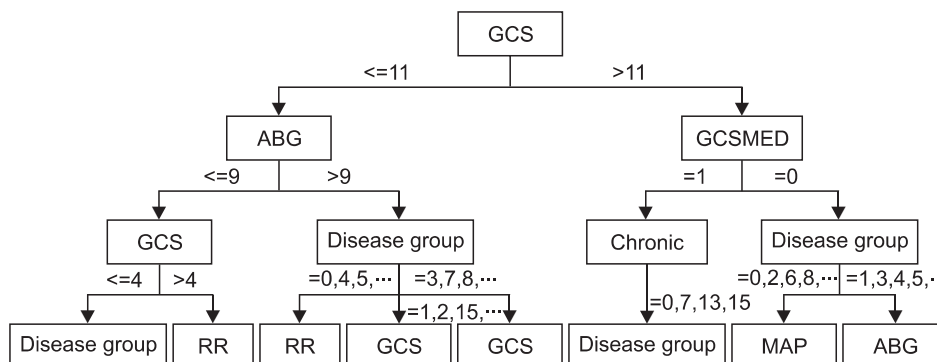 GCS
<=11 >11
ABG GCSMED
<=9 >9 =1 =0
GCS Disease group Chronic Disease group
<=4 >4 =0,4,5,··· =3,7,8,··· =0,2,6,8,··· =1,3,4,5,·
=1,2,15,··· =0,7,13,15
Disease group RR RR GCS GCS Disease group MAP ABG